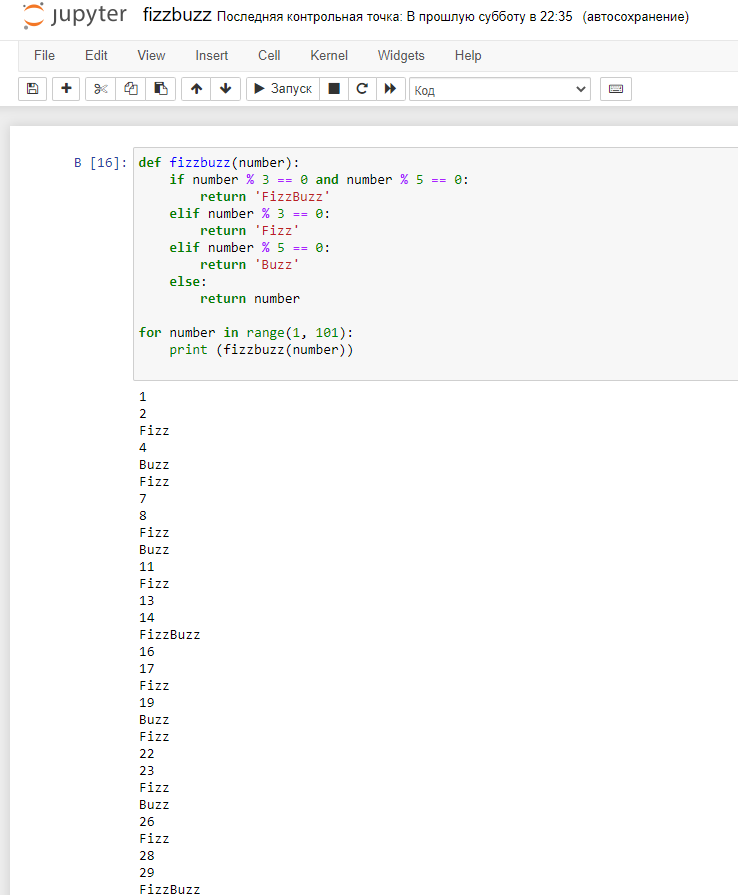 jupyter fizzbuzz Последняя контрольная точка: В прошлую субботу в 22:35 (автосохранение)
File Edit View Insert Cell Kernel Widgets Help
Запуск Код
В [16]: def fizzbuzz(number):
    if number % 3 == 0 and number % 5 == 0:
        return 'FizzBuzz'
    elif number % 3 == 0:
        return 'Fizz'
    elif number % 5 == 0:
        return 'Buzz'
    else:
        return number
for number in range(1, 101):
    print (fizzbuzz(number))
1
2
Fizz
4
Buzz
Fizz
7
8
Fizz
Buzz
11
Fizz
13
14
FizzBuzz
16
17
Fizz
19
Buzz
Fizz
22
23
Fizz
Buzz
26
Fizz
28
29
FizzBuzz